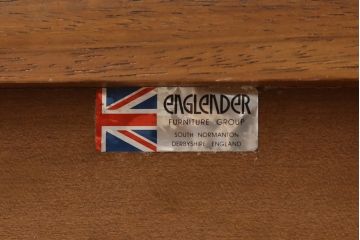 ENGLENDER
FURNITURE GROUP
SOUTH NORMANTON
DERBYSHIRE, ENGLAND